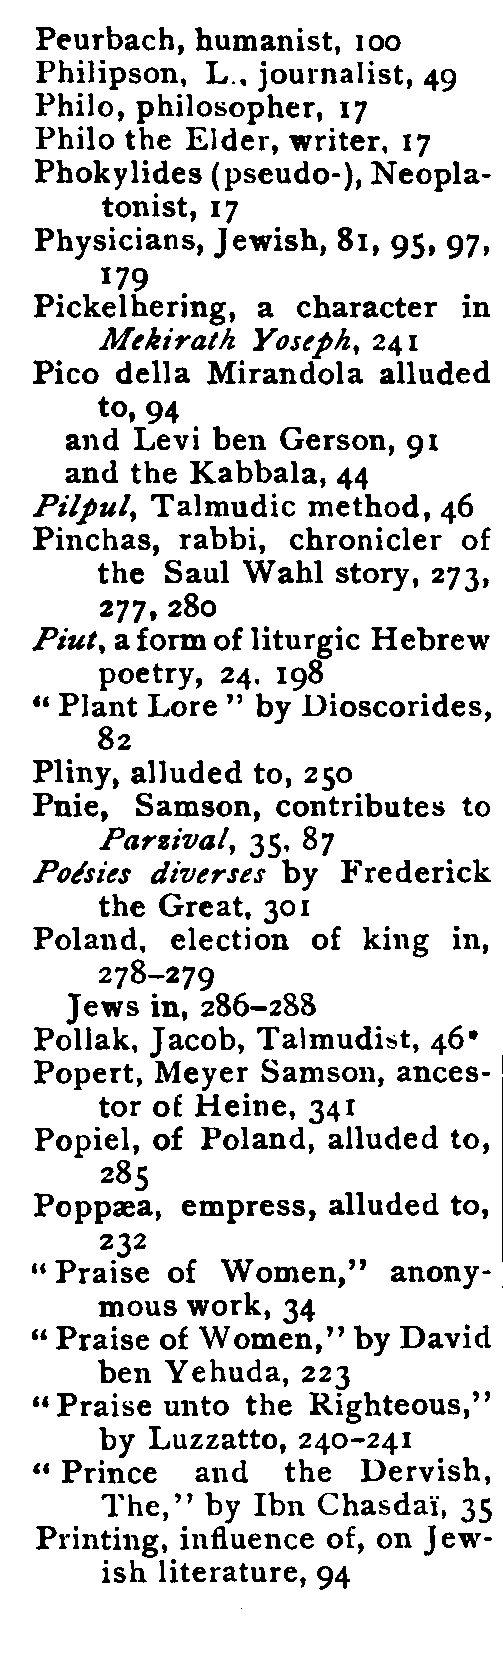 Peurbach, humanist, 100
Philipson, L., journalist, 49
Philo, philosopher, 17
Philo the Elder, writer, 17
Phokylides (pseudo-), Neopla-
tonist, 17
Physicians, Jewish, 81, 95, 97,
179
Pickelhering, a character in
Mekirath Yoseph, 241
Pico della Mirandola alluded
to, 94
and Levi ben Gerson, 91
and the Kabbala, 44
Pilpul, Talmudic method, 46
Pinchas, rabbi, chronicler of
the Saul Wahl story, 273,
277, 280
Piut, a form of liturgic Hebrew
poetry, 24, 198
“Plant Lore” by Dioscorides,
82
Pliny, alluded to, 250
Pnie, Samson, contributes to
Parzival, 35, 87
Poésies diverses by Frederick
the Great, 301
Poland, election of king in,
278–279
Jews in, 286–288
Pollak, Jacob, Talmudist, 46
Popert, Meyer Samson, ances-
tor of Heine, 341
Popiel, of Poland, alluded to,
285
Poppæa, empress, alluded to,
232
“Praise of Women,” anony-
mous work, 34
“Praise of Women,” by David
ben Yehuda, 223
“Praise unto the Righteous,”
by Luzzatto, 240–241
“Prince and the Dervish,
The,” by Ibn Chasdaï, 35
Printing, influence of, on Jew-
ish literature, 94